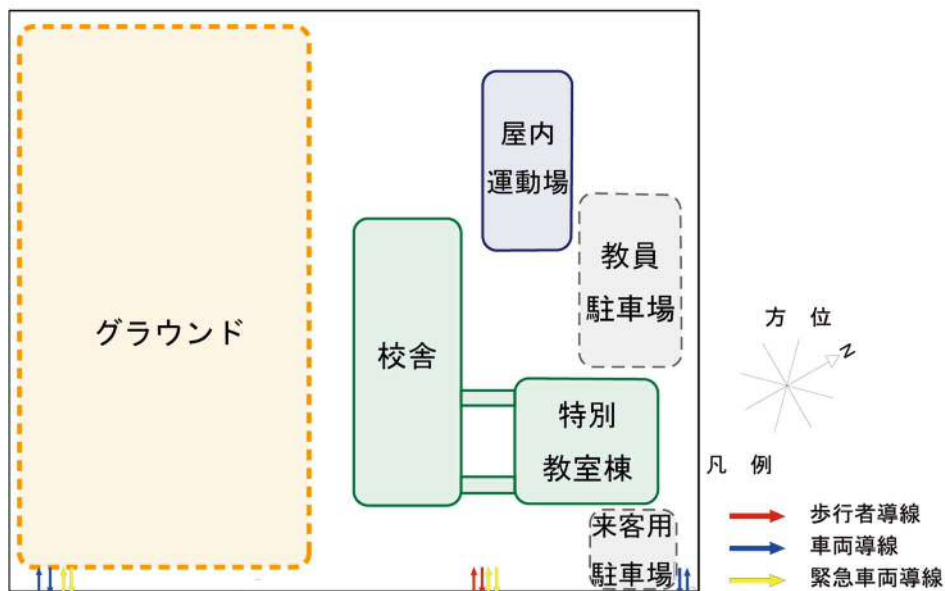 屋内
運動場
教員
駐車場
グラウンド
校舎
特別
教室棟
来客用
駐車場
方 位
N
凡 例
歩行者導線
車両導線
緊急車両導線